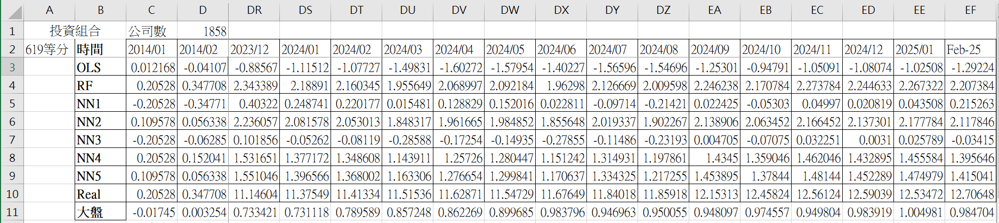 A B C D DR DS DT DU DV DW DX DY DZ EA EB EC ED EE EF
1 投資組合 公司數 1858
2 619等分 時間 2014/01 2014/02 2023/12 2024/01 2024/02 2024/03 2024/04 2024/05 2024/06 2024/07 2024/08 2024/09 2024/10 2024/11 2024/12 2025/01 Feb-25
3 OLS 0.012168 -0.04107 -0.88567 -1.11512 -1.07727 -1.49831 -1.60272 -1.57954 -1.40227 -1.56596 -1.54696 -1.25301 -0.94791 -1.05091 -1.08074 -1.02508 -1.29224
4 RF 0.20528 0.347708 2.343389 2.18891 2.160345 1.955649 2.068997 2.092184 1.96298 2.126669 2.009598 2.246238 2.170784 2.273784 2.244633 2.267322 2.207384
5 NN1 -0.20528 -0.34771 0.40322 0.248741 0.220177 0.015481 0.128829 0.152016 0.022811 -0.09714 -0.21421 0.022425 -0.05303 0.04997 0.020819 0.043508 0.215263
6 NN2 0.109578 0.056338 2.236057 2.081578 2.053013 1.848317 1.961665 1.984852 1.855648 2.019337 1.902267 2.138906 2.063452 2.166452 2.137301 2.177784 2.117846
7 NN3 -0.20528 -0.06285 0.101856 -0.05262 -0.08119 -0.28588 -0.17254 -0.14935 -0.27855 -0.11486 -0.23193 0.004705 -0.07075 0.032251 0.0031 0.025789 -0.03415
8 NN4 0.20528 0.152041 1.531651 1.377172 1.348608 1.143911 1.25726 1.280447 1.151242 1.314931 1.197861 1.4345 1.359046 1.462046 1.432895 1.455584 1.395646
9 NN5 0.109578 0.056338 1.551046 1.396566 1.368002 1.163306 1.276654 1.299841 1.170637 1.334325 1.217255 1.453895 1.37844 1.48144 1.452289 1.474979 1.415041
10 Real 0.20528 0.347708 11.14604 11.37549 11.41334 11.51536 11.62871 11.54729 11.67649 11.84018 11.85918 12.15313 12.45824 12.56124 12.59039 12.53472 12.70648
11 大盤 -0.01745 0.003254 0.733421 0.731118 0.789589 0.857248 0.862269 0.899685 0.983796 0.946963 0.950055 0.948097 0.974557 0.949804 0.983919 1.004981 0.984704